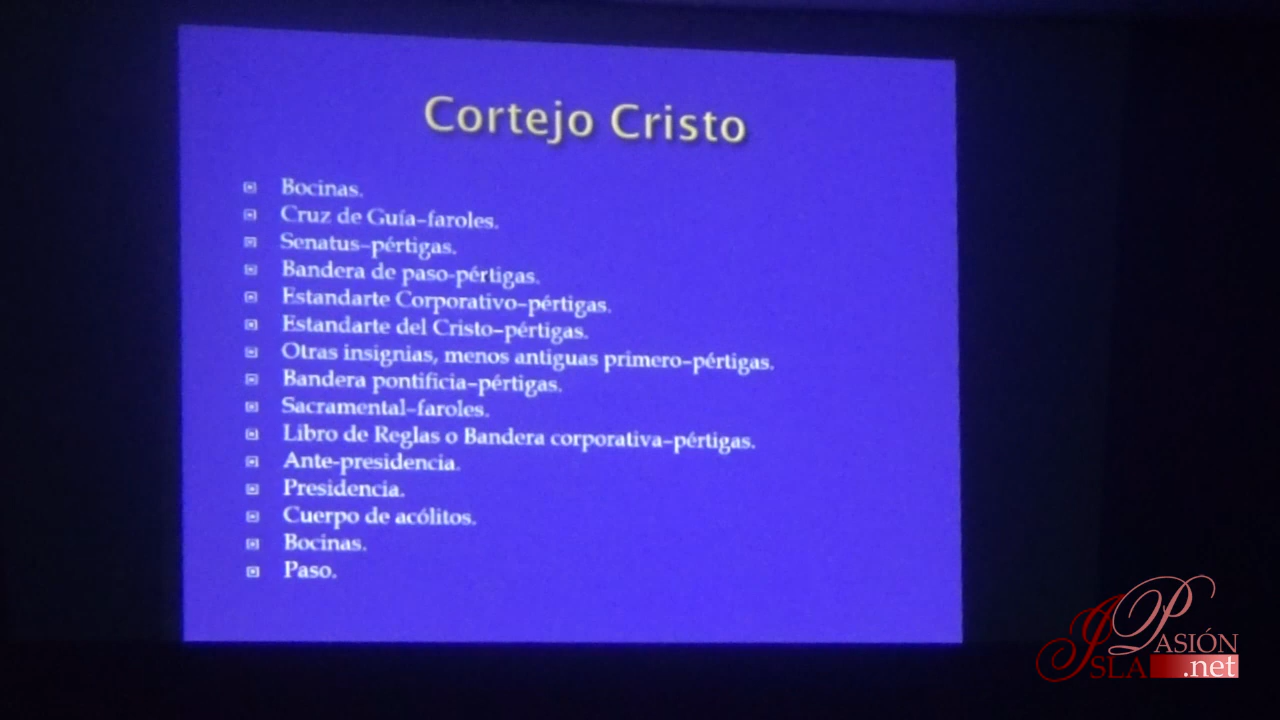 Cortejo Cristo
Bocinas.
Cruz de Guía–faroles.
Senatus–pértigas.
Bandera de paso-pértigas.
Estandarte Corporativo–pértigas.
Estandarte del Cristo–pértigas.
Otras insignias, menos antiguas primero–pértigas.
Bandera pontificia–pértigas.
Sacramental–faroles.
Libro de Reglas o Bandera corporativa–pértigas.
Ante-presidencia.
Presidencia.
Cuerpo de acólitos.
Bocinas.
Paso.
PASIÓN
ISLA .net